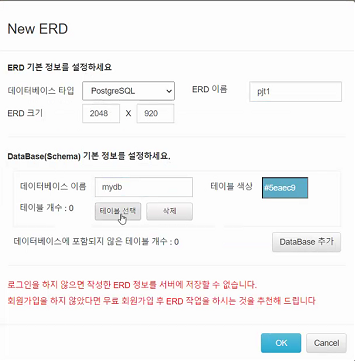 New ERD
ERD 기본 정보를 설정하세요
데이터베이스 타입 PostgreSQL ERD 이름 pjt1
ERD 크기 2048 X 920
DataBase(Schema) 기본 정보를 설정하세요.
데이터베이스 이름 mydb 테이블 색상 #5eaec9
테이블 개수 : 0 테이블 선택 삭제
데이터베이스에 포함되지 않은 테이블 개수 : 0 DataBase 추가
로그인을 하지 않으면 작성한 ERD 정보를 서버에 저장할 수 없습니다.
회원가입을 하지 않았다면 무료 회원가입 후 ERD 작업을 하시는 것을 추천해 드립니다
OK Cancel